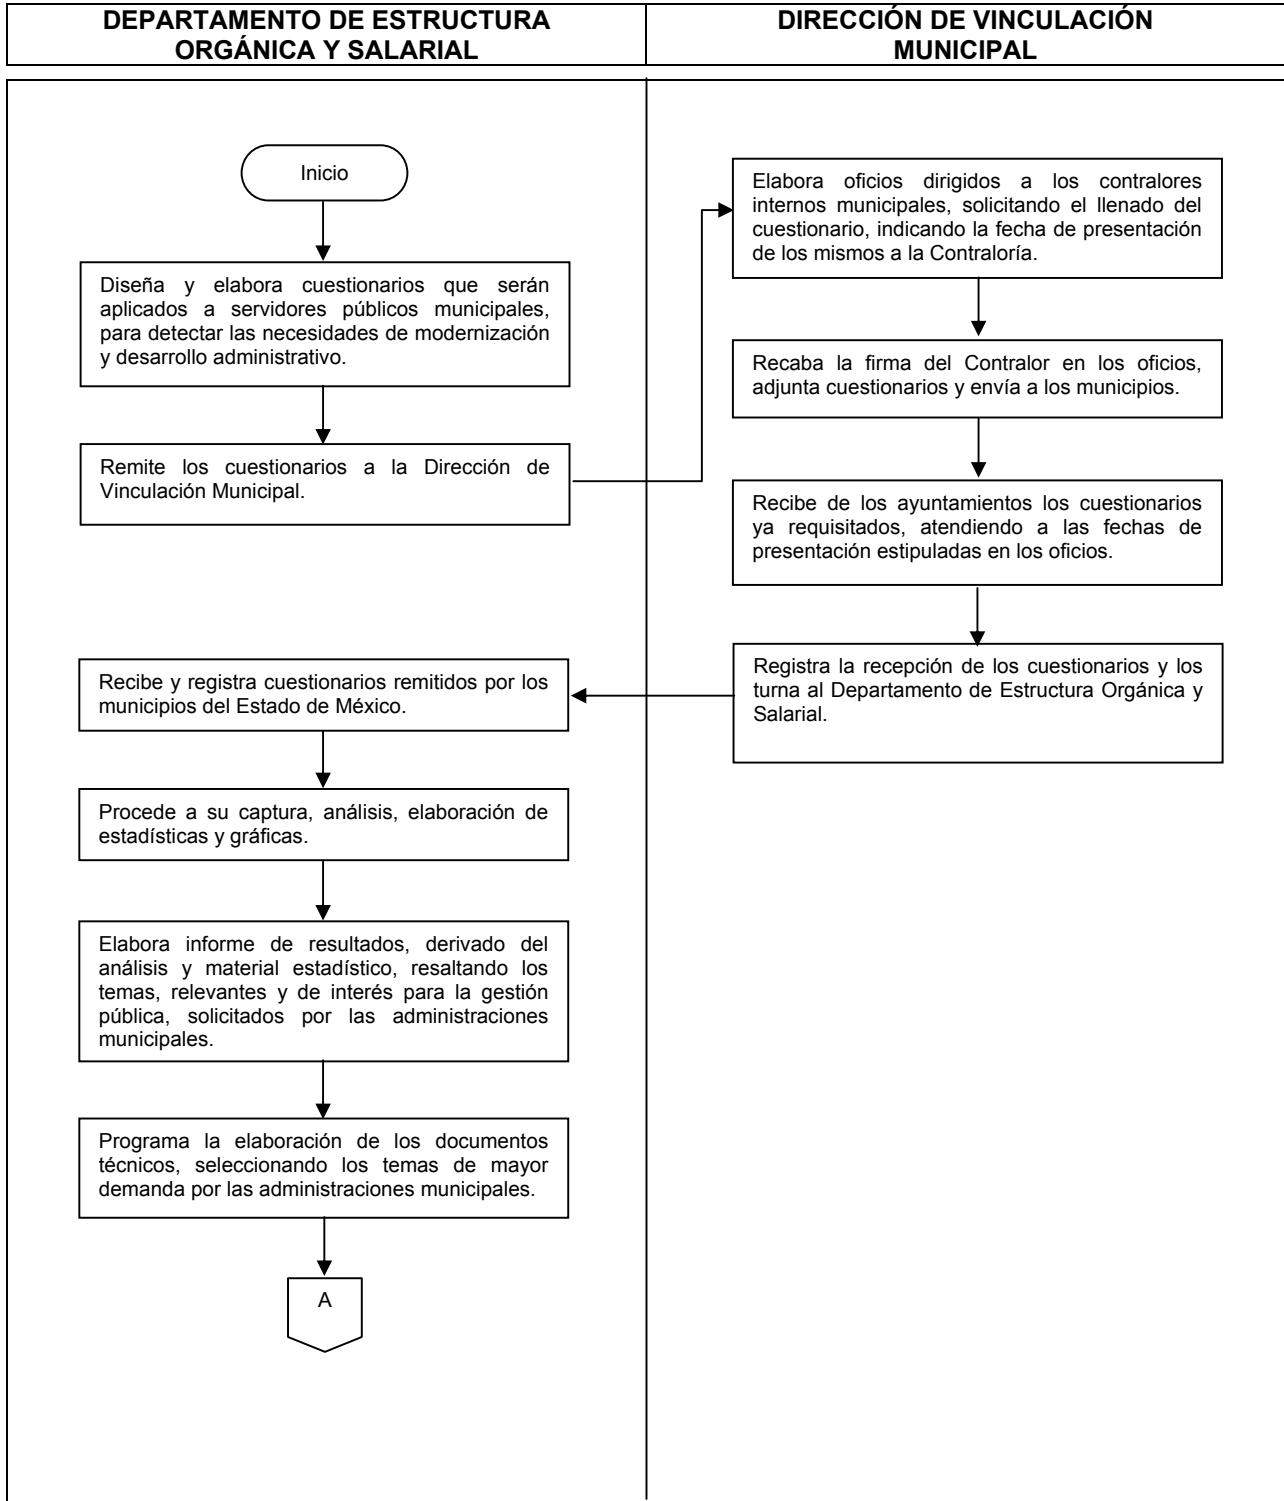 DEPARTAMENTO DE ESTRUCTURA
ORGÁNICA Y SALARIAL
DIRECCIÓN DE VINCULACIÓN
MUNICIPAL
Inicio
Diseña y elabora cuestionarios que serán
aplicados a servidores públicos municipales,
para detectar las necesidades de modernización
y desarrollo administrativo.
Remite los cuestionarios a la Dirección de
Vinculación Municipal.
Elabora oficios dirigidos a los contralores
internos municipales, solicitando el llenado del
cuestionario, indicando la fecha de presentación
de los mismos a la Contraloría.
Recaba la firma del Contralor en los oficios,
adjunta cuestionarios y envía a los municipios.
Recibe de los ayuntamientos los cuestionarios
ya requisitados, atendiendo a las fechas de
presentación estipuladas en los oficios.
Registra la recepción de los cuestionarios y los
turna al Departamento de Estructura Orgánica y
Salarial.
Recibe y registra cuestionarios remitidos por los
municipios del Estado de México.
Procede a su captura, análisis, elaboración de
estadísticas y gráficas.
Elabora informe de resultados, derivado del
análisis y material estadístico, resaltando los
temas, relevantes y de interés para la gestión
pública, solicitados por las administraciones
municipales.
Programa la elaboración de los documentos
técnicos, seleccionando los temas de mayor
demanda por las administraciones municipales.
A